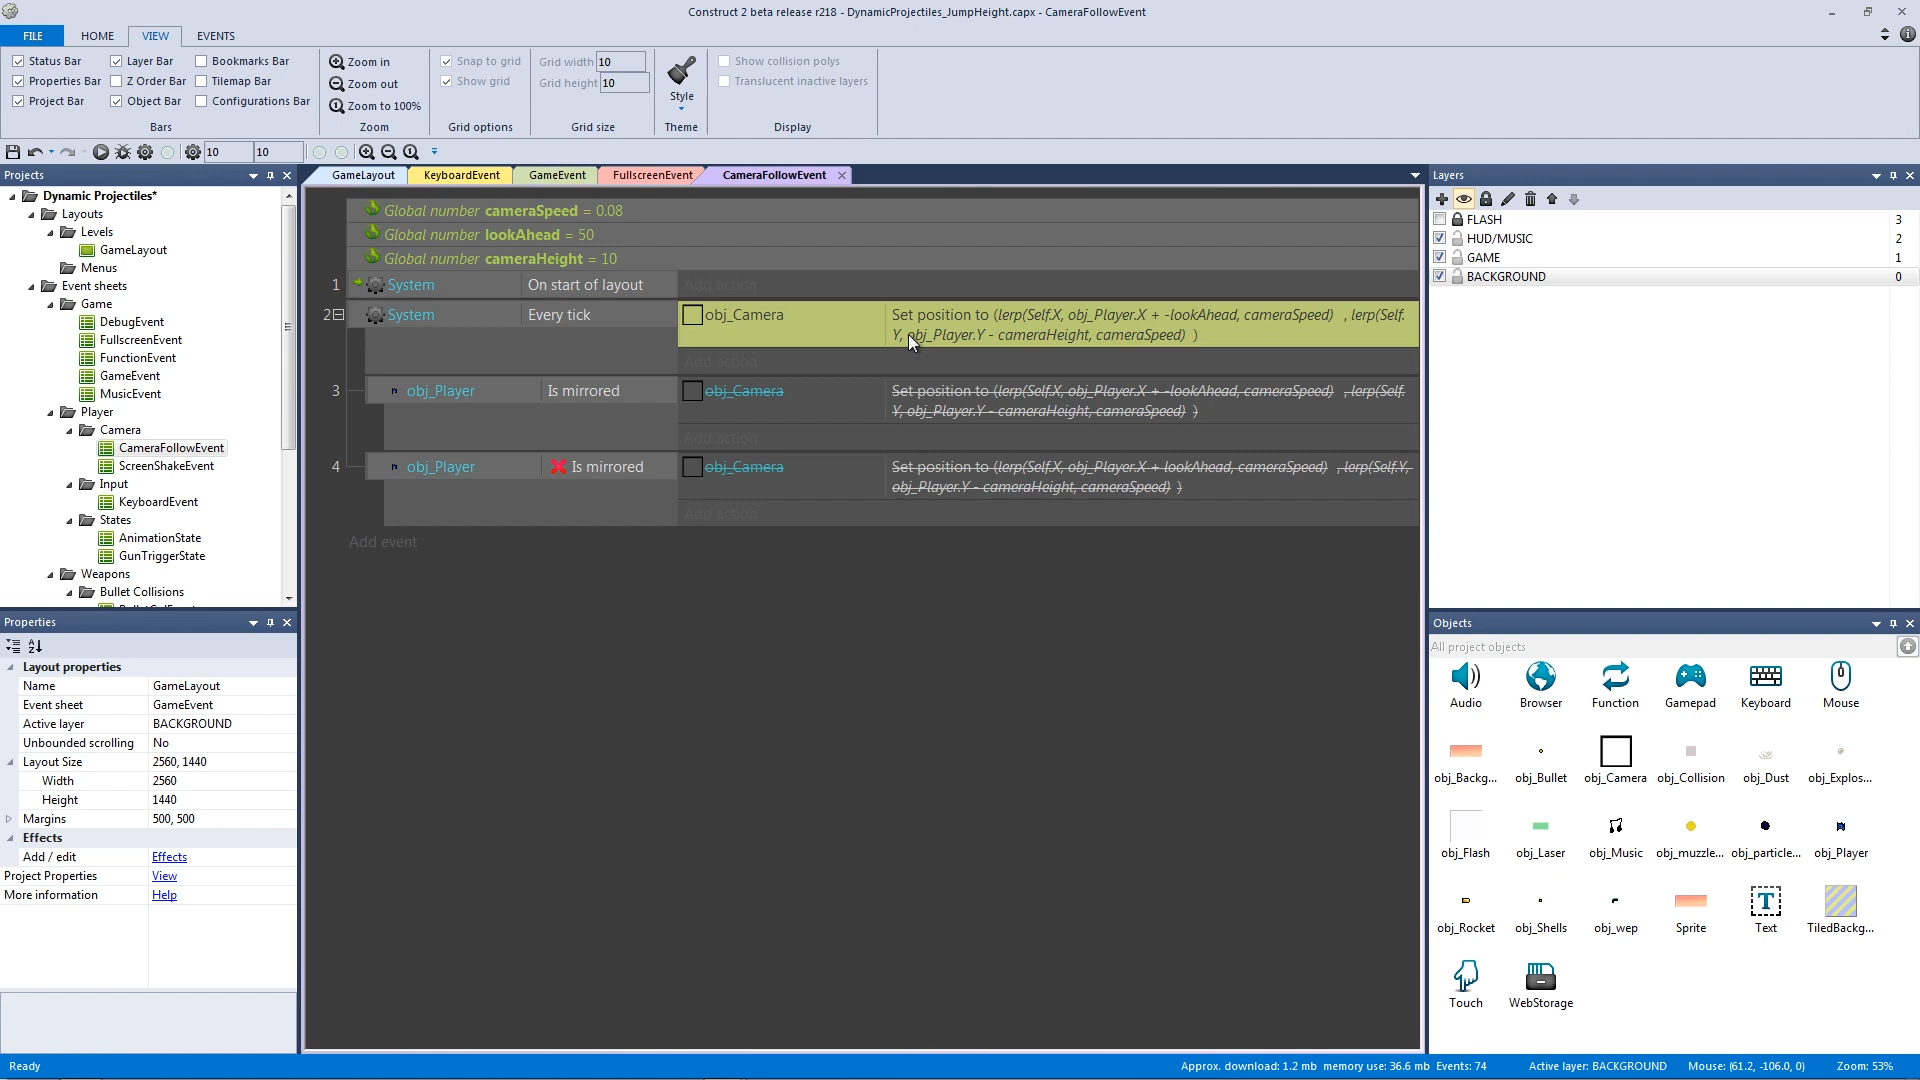 Construct 2 beta release r218 - DynamicProjectiles_JumpHeight.capx - CameraFollowEvent
FILE HOME VIEW EVENTS
Status Bar Layer Bar Bookmarks Bar
Properties Bar Z Order Bar Tilemap Bar
Project Bar Object Bar Configurations Bar
Bars
Zoom in
Zoom out
Zoom to 100%
Zoom
Snap to grid
Show grid
Grid options
Grid width 10
Grid height 10
Grid size
Style
Theme
Show collision polys
Translucent inactive layers
Display
10 10
Projects
Dynamic Projectiles*
Layouts
Levels
GameLayout
Menus
Event sheets
Game
DebugEvent
FullscreenEvent
FunctionEvent
GameEvent
MusicEvent
Player
Camera
CameraFollowEvent
ScreenShakeEvent
Input
KeyboardEvent
States
AnimationState
GunTriggerState
Weapons
Bullet Collisions
Properties
Layout properties
Name GameLayout
Event sheet GameEvent
Active layer BACKGROUND
Unbounded scrolling No
Layout Size 2560, 1440
Width 2560
Height 1440
Margins 500, 500
Effects
Add / edit Effects
Project Properties View
More information Help
GameLayout KeyboardEvent GameEvent FullscreenEvent CameraFollowEvent
Global number cameraSpeed = 0.08
Global number lookAhead = 50
Global number cameraHeight = 10
1 System On start of layout Add action
2 System Every tick obj_Camera Set position to (lerp(Self.X, obj_Player.X + -lookAhead, cameraSpeed) , lerp(Self.
Y, obj_Player.Y - cameraHeight, cameraSpeed) )
Add action
3 obj_Player Is mirrored obj_Camera Set position to (lerp(Self.X, obj_Player.X + -lookAhead, cameraSpeed) , lerp(Self.
Y, obj_Player.Y - cameraHeight, cameraSpeed) )
Add action
4 obj_Player Is mirrored obj_Camera Set position to (lerp(Self.X, obj_Player.X + lookAhead, cameraSpeed) , lerp(Self.Y,
obj_Player.Y - cameraHeight, cameraSpeed) )
Add action
Add event
Layers
FLASH 3
HUD/MUSIC 2
GAME 1
BACKGROUND 0
Objects
All project objects
Audio Browser Function Gamepad Keyboard Mouse
obj_Backg... obj_Bullet obj_Camera obj_Collision obj_Dust obj_Explos...
obj_Flash obj_Laser obj_Music obj_muzzle... obj_particle... obj_Player
obj_Rocket obj_Shells obj_wep Sprite Text TiledBackg...
Touch WebStorage
Ready Approx. download: 1.2 mb memory use: 36.6 mb Events: 74 Active layer: BACKGROUND Mouse: (61.2, -106.0, 0) Zoom: 53%